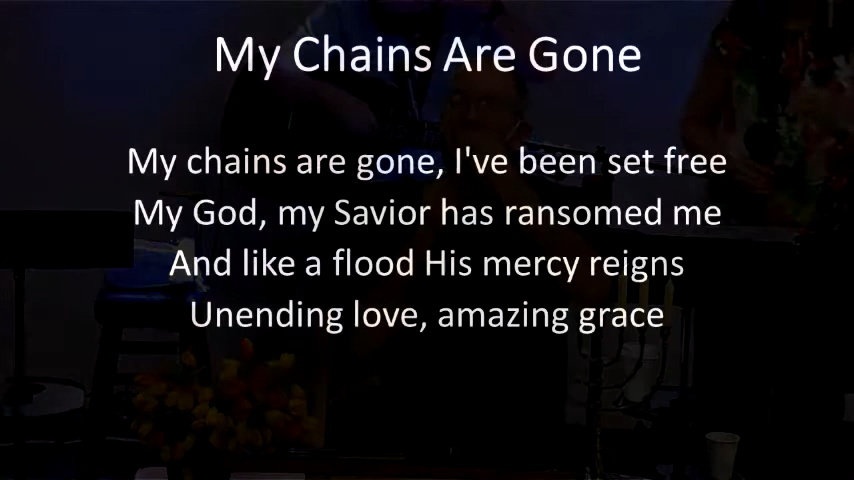 My Chains Are Gone
My chains are gone, I've been set free
My God, my Savior has ransomed me
And like a flood His mercy reigns
Unending love, amazing grace